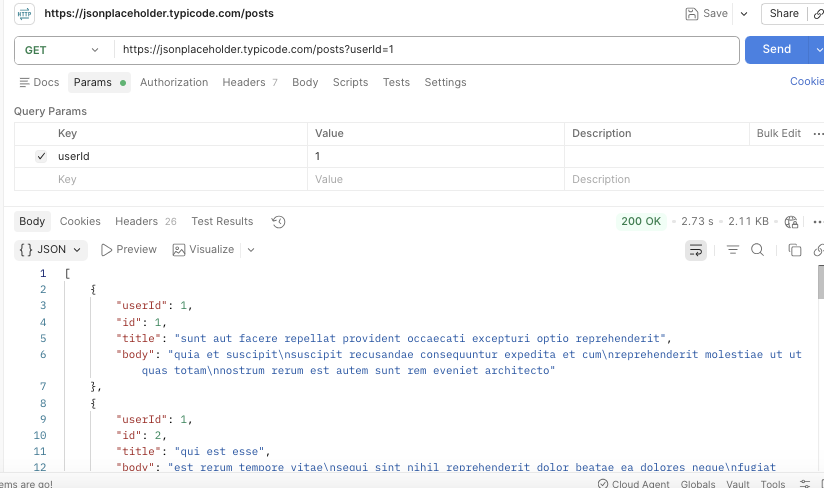 HTTP https://jsonplaceholder.typicode.com/posts Save Share
GET https://jsonplaceholder.typicode.com/posts?userId=1 Send
Docs Params Authorization Headers 7 Body Scripts Tests Settings Cookie
Query Params
Key Value Description Bulk Edit
userId 1
Key Value Description
Body Cookies Headers 26 Test Results 200 OK 2.73 s 2.11 KB
{} JSON Preview Visualize
1 [
2 {
3 "userId": 1,
4 "id": 1,
5 "title": "sunt aut facere repellat provident occaecati excepturi optio reprehenderit",
6 "body": "quia et suscipit\nsuscipit recusandae consequuntur expedita et cum\nreprehenderit molestiae ut ut
quas totam\nnostrum rerum est autem sunt rem eveniet architecto"
7 },
8 {
9 "userId": 1,
10 "id": 2,
11 "title": "qui est esse",
12 "body": "est rerum tempore vitae\nsequi sint nihil reprehenderit dolor beatae ea dolores neque\nfugiat
ems are go! Cloud Agent Globals Vault Tools